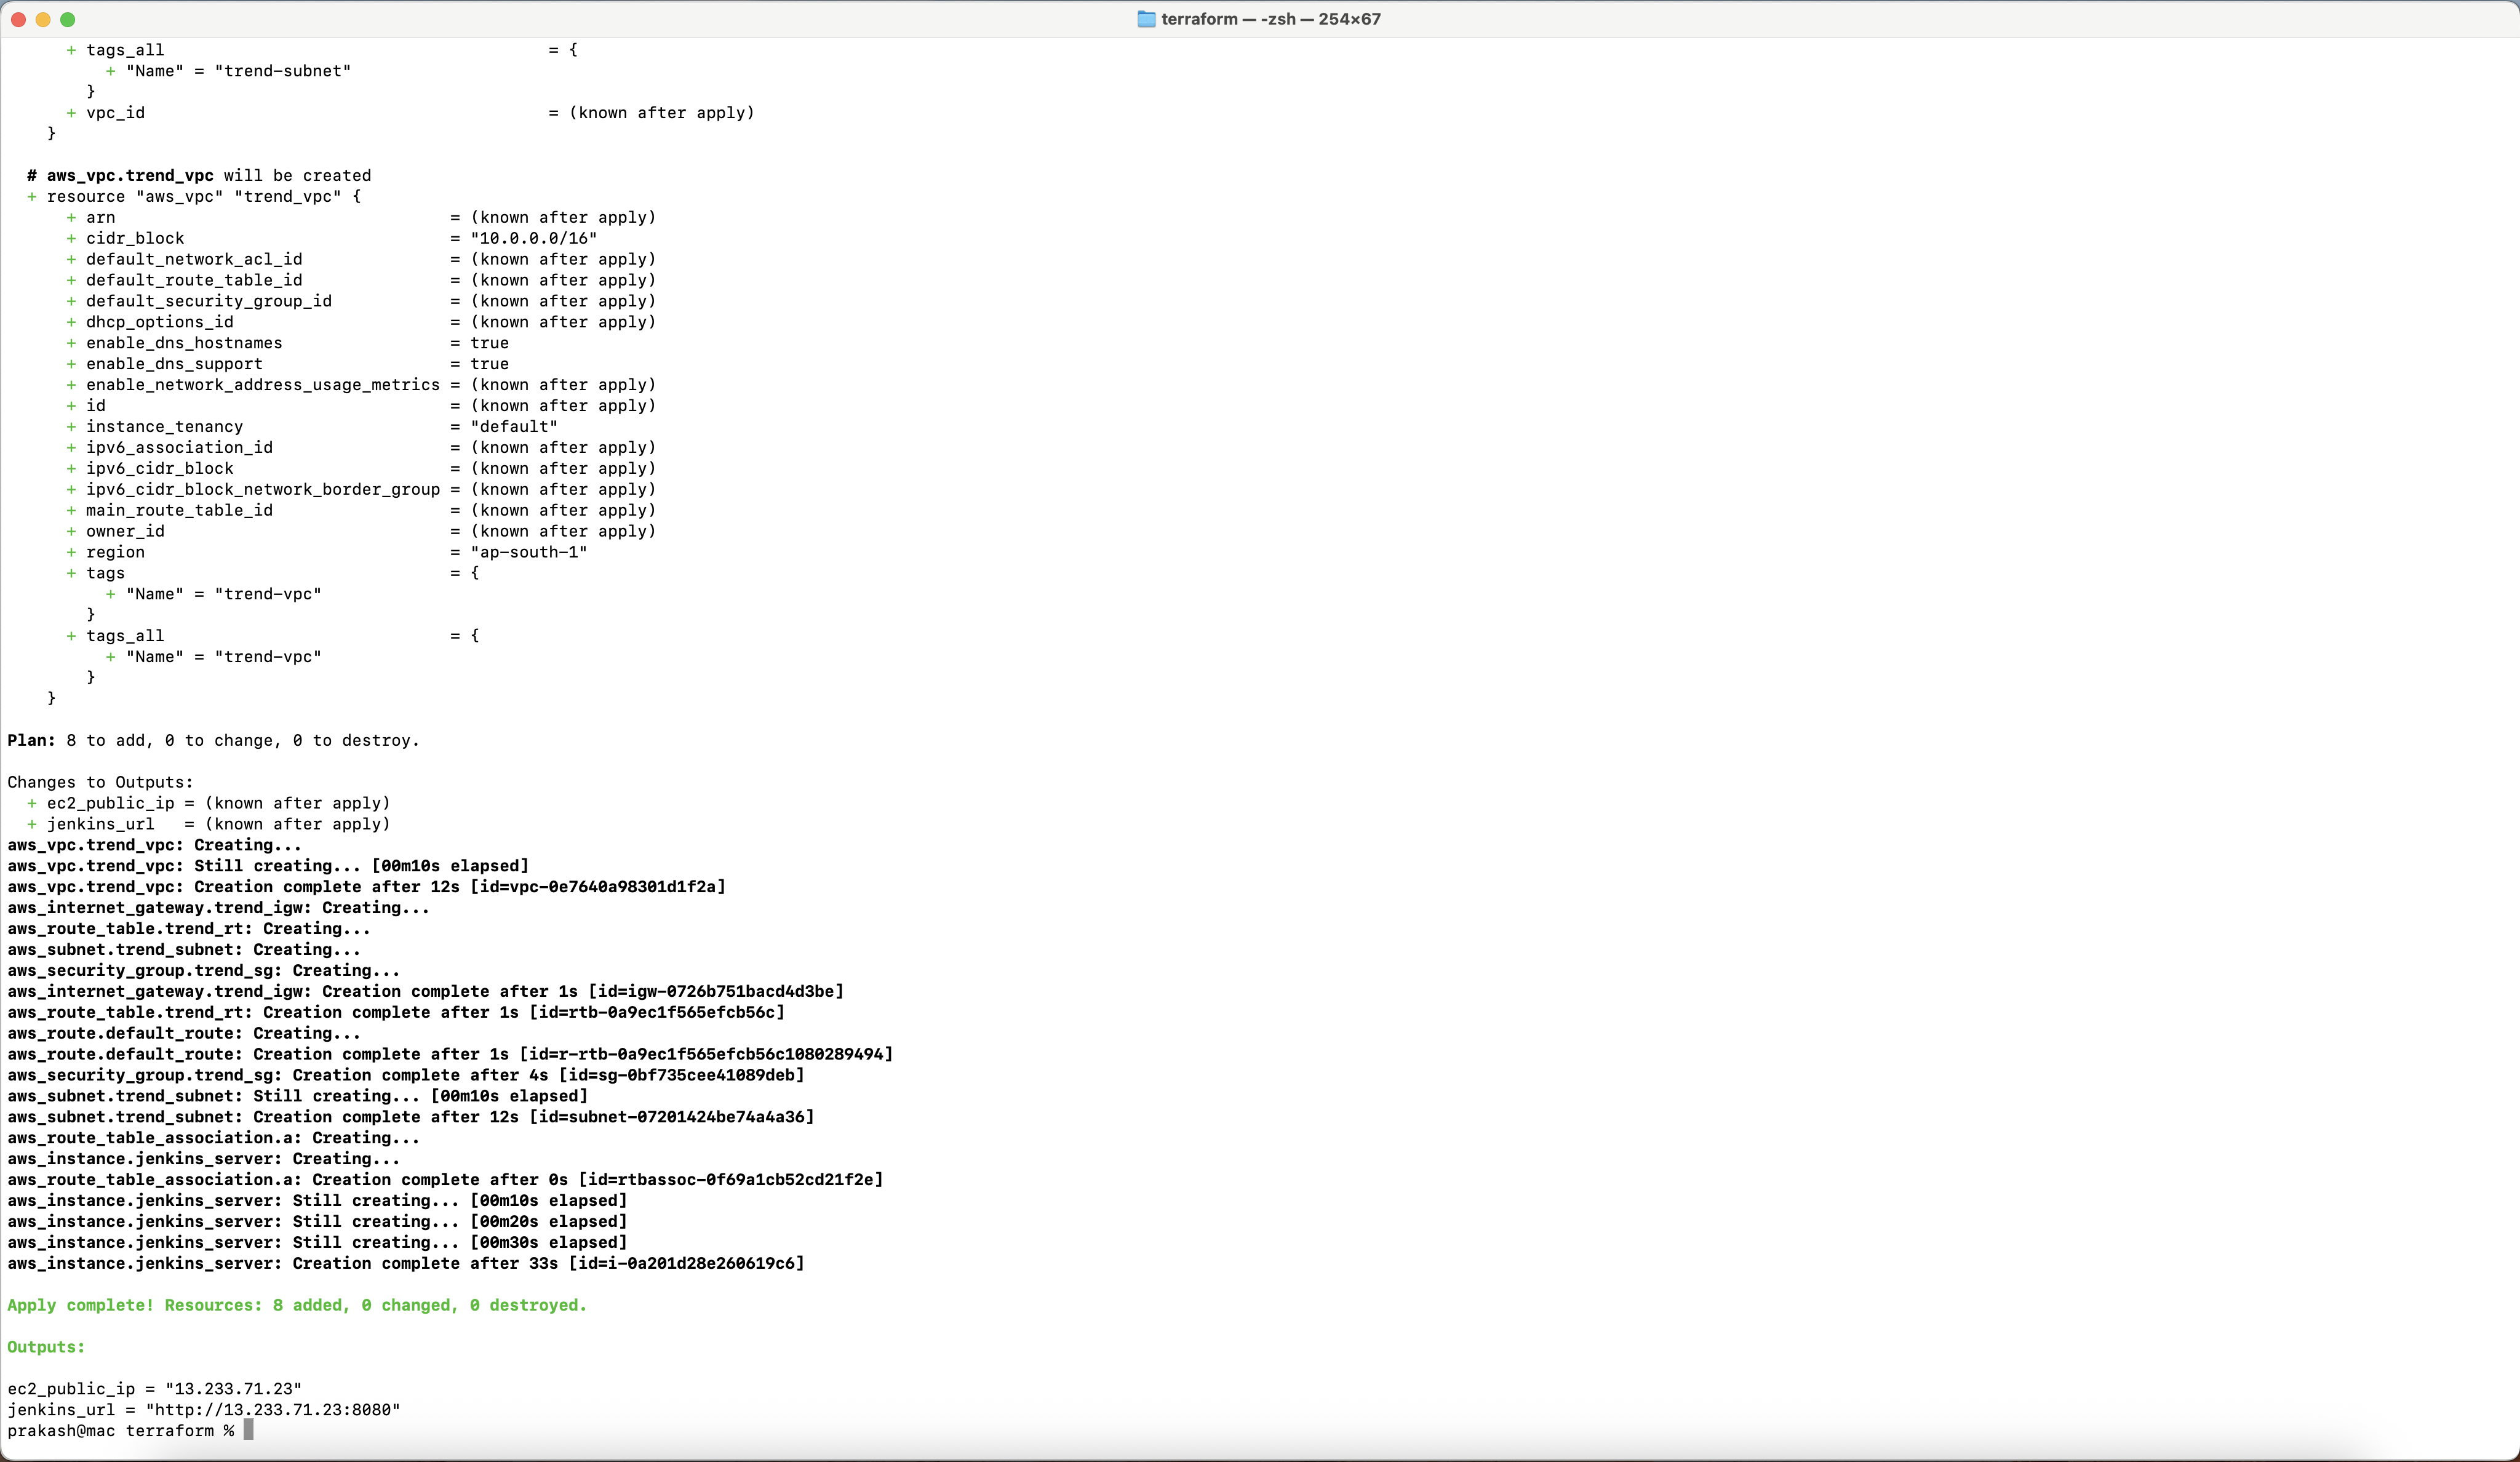 terraform — -zsh — 254×67
+ tags_all = {
+ "Name" = "trend-subnet"
}
+ vpc_id = (known after apply)
}
# aws_vpc.trend_vpc will be created
+ resource "aws_vpc" "trend_vpc" {
+ arn = (known after apply)
+ cidr_block = "10.0.0.0/16"
+ default_network_acl_id = (known after apply)
+ default_route_table_id = (known after apply)
+ default_security_group_id = (known after apply)
+ dhcp_options_id = (known after apply)
+ enable_dns_hostnames = true
+ enable_dns_support = true
+ enable_network_address_usage_metrics = (known after apply)
+ id = (known after apply)
+ instance_tenancy = "default"
+ ipv6_association_id = (known after apply)
+ ipv6_cidr_block = (known after apply)
+ ipv6_cidr_block_network_border_group = (known after apply)
+ main_route_table_id = (known after apply)
+ owner_id = (known after apply)
+ region = "ap-south-1"
+ tags = {
+ "Name" = "trend-vpc"
}
+ tags_all = {
+ "Name" = "trend-vpc"
}
}
Plan: 8 to add, 0 to change, 0 to destroy.
Changes to Outputs:
+ ec2_public_ip = (known after apply)
+ jenkins_url = (known after apply)
aws_vpc.trend_vpc: Creating...
aws_vpc.trend_vpc: Still creating... [00m10s elapsed]
aws_vpc.trend_vpc: Creation complete after 12s [id=vpc-0e7640a98301d1f2a]
aws_internet_gateway.trend_igw: Creating...
aws_route_table.trend_rt: Creating...
aws_subnet.trend_subnet: Creating...
aws_security_group.trend_sg: Creating...
aws_internet_gateway.trend_igw: Creation complete after 1s [id=igw-0726b751bacd4d3be]
aws_route_table.trend_rt: Creation complete after 1s [id=rtb-0a9ec1f565efcb56c]
aws_route.default_route: Creating...
aws_route.default_route: Creation complete after 1s [id=r-rtb-0a9ec1f565efcb56c1080289494]
aws_security_group.trend_sg: Creation complete after 4s [id=sg-0bf735cee41089deb]
aws_subnet.trend_subnet: Still creating... [00m10s elapsed]
aws_subnet.trend_subnet: Creation complete after 12s [id=subnet-07201424be74a4a36]
aws_route_table_association.a: Creating...
aws_instance.jenkins_server: Creating...
aws_route_table_association.a: Creation complete after 0s [id=rtbassoc-0f69a1cb52cd21f2e]
aws_instance.jenkins_server: Still creating... [00m10s elapsed]
aws_instance.jenkins_server: Still creating... [00m20s elapsed]
aws_instance.jenkins_server: Still creating... [00m30s elapsed]
aws_instance.jenkins_server: Creation complete after 33s [id=i-0a201d28e260619c6]
Apply complete! Resources: 8 added, 0 changed, 0 destroyed.
Outputs:
ec2_public_ip = "13.233.71.23"
jenkins_url = "http://13.233.71.23:8080"
prakash@mac terraform %